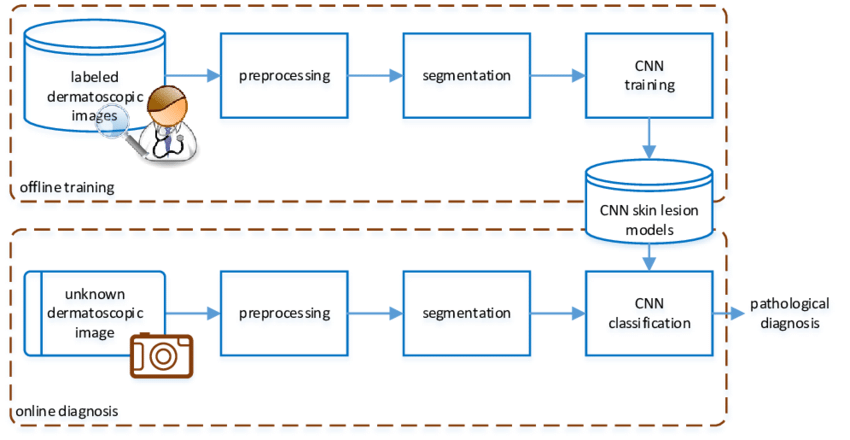 labeled
dermatoscopic
images
preprocessing
segmentation
CNN
training
offline training
CNN skin lesion
models
unknown
dermatoscopic
image
preprocessing
segmentation
CNN
classification
pathological
diagnosis
online diagnosis